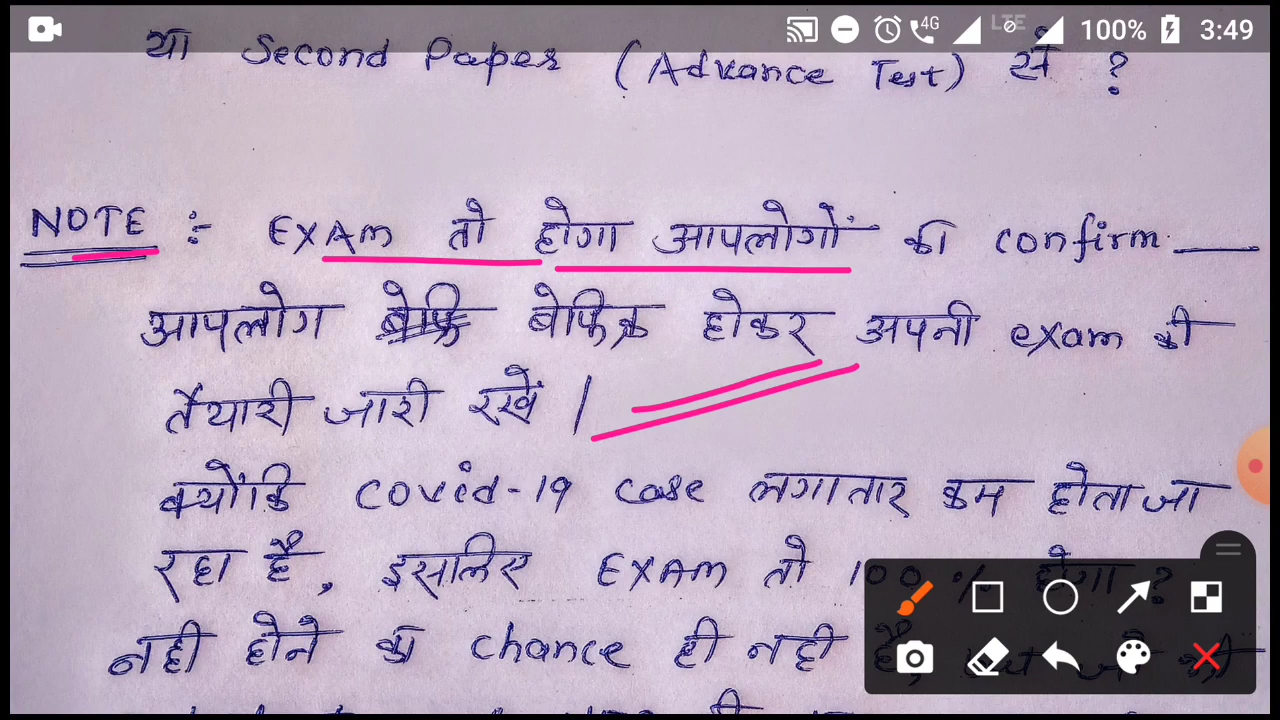 LTE 4G 100% 3:49
या Second Paper (Advance Test) से ?
NOTE :- EXAM तो होगा आपलोगों का confirm
आपलोग बेफिक्र होकर अपनी exam की
तैयारी जारी रखें |
क्योंकि covid-19 case लगातार कम होता जा
रहा है, इसलिए EXAM तो 100% होगा ?
नही होने का chance ही नही है,